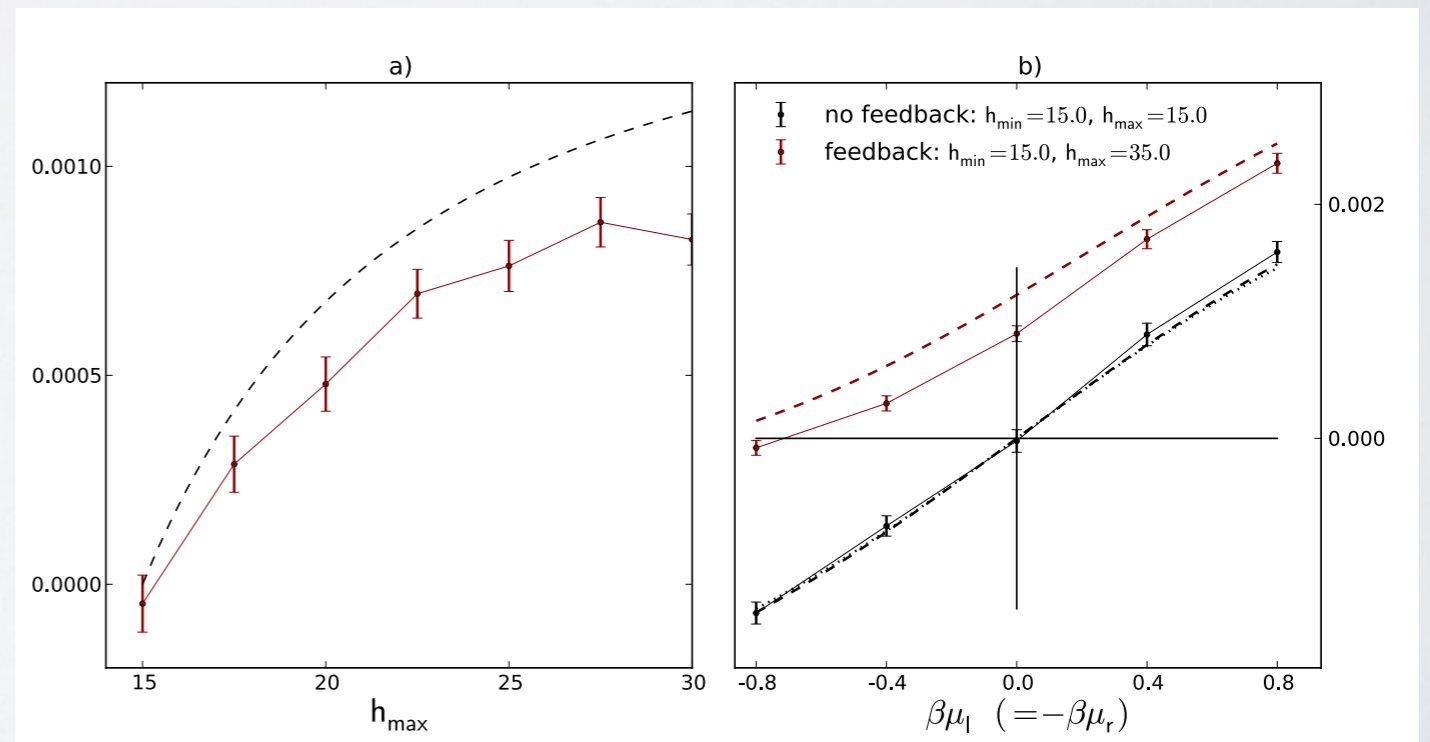 a)
0.0010
0.0005
0.0000
15 20 25 30
h_max
b)
no feedback: h_min=15.0, h_max=15.0
feedback: h_min=15.0, h_max=35.0
0.002
0.000
-0.8 -0.4 0.0 0.4 0.8
βμ_l (=−βμ_r)